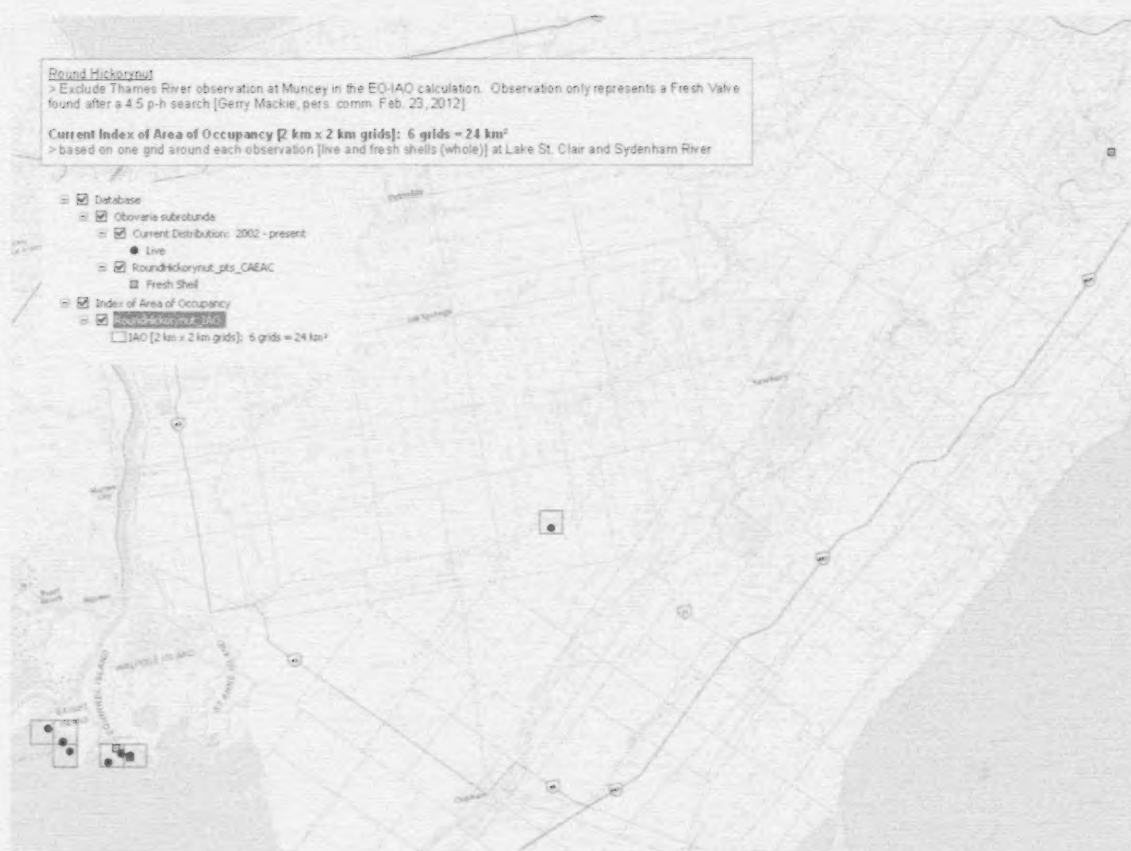 Round Hickorynut
> Exclude Thames River observation at Muncey in the EO-IAO calculation. Observation only represents a Fresh Valve
found after a 4.5 p-h search [Gerry Mackie, pers. comm. Feb. 23, 2012]
Current Index of Area of Occupancy [2 km x 2 km grids]: 6 grids = 24 km²
> based on one grid around each observation [live and fresh shells (whole)] at Lake St. Clair and Sydenham River
Database
Obovaria subrotunda
Current Distribution: 2002 - present
Live
RoundHickorynut_pts_CAEAC
Fresh Shell
Index of Area of Occupancy
RoundHickorynut_IAO
IAO [2 km x 2 km grids]: 6 grids = 24 km²
WALPOLE ISLAND